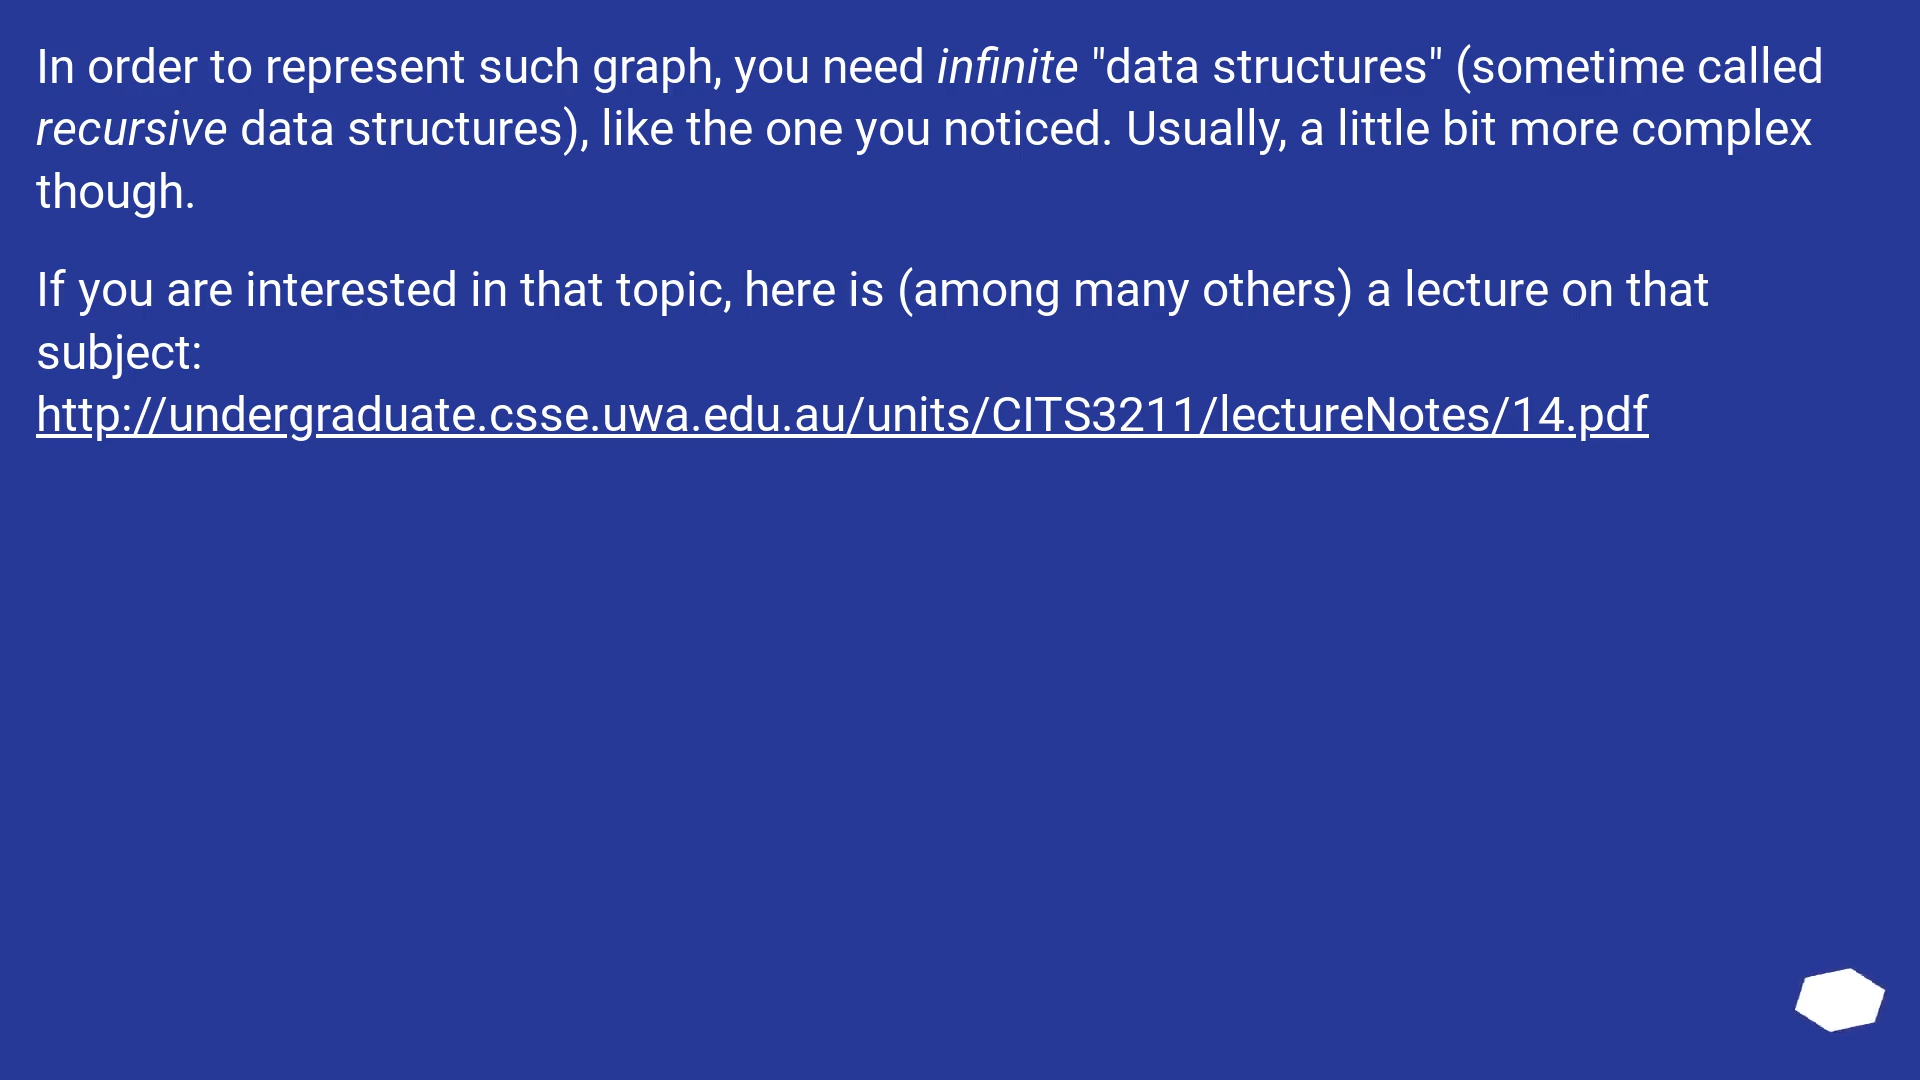 In order to represent such graph, you need infinite "data structures" (sometime called
recursive data structures), like the one you noticed. Usually, a little bit more complex
though.
If you are interested in that topic, here is (among many others) a lecture on that
subject:
http://undergraduate.csse.uwa.edu.au/units/CITS3211/lectureNotes/14.pdf